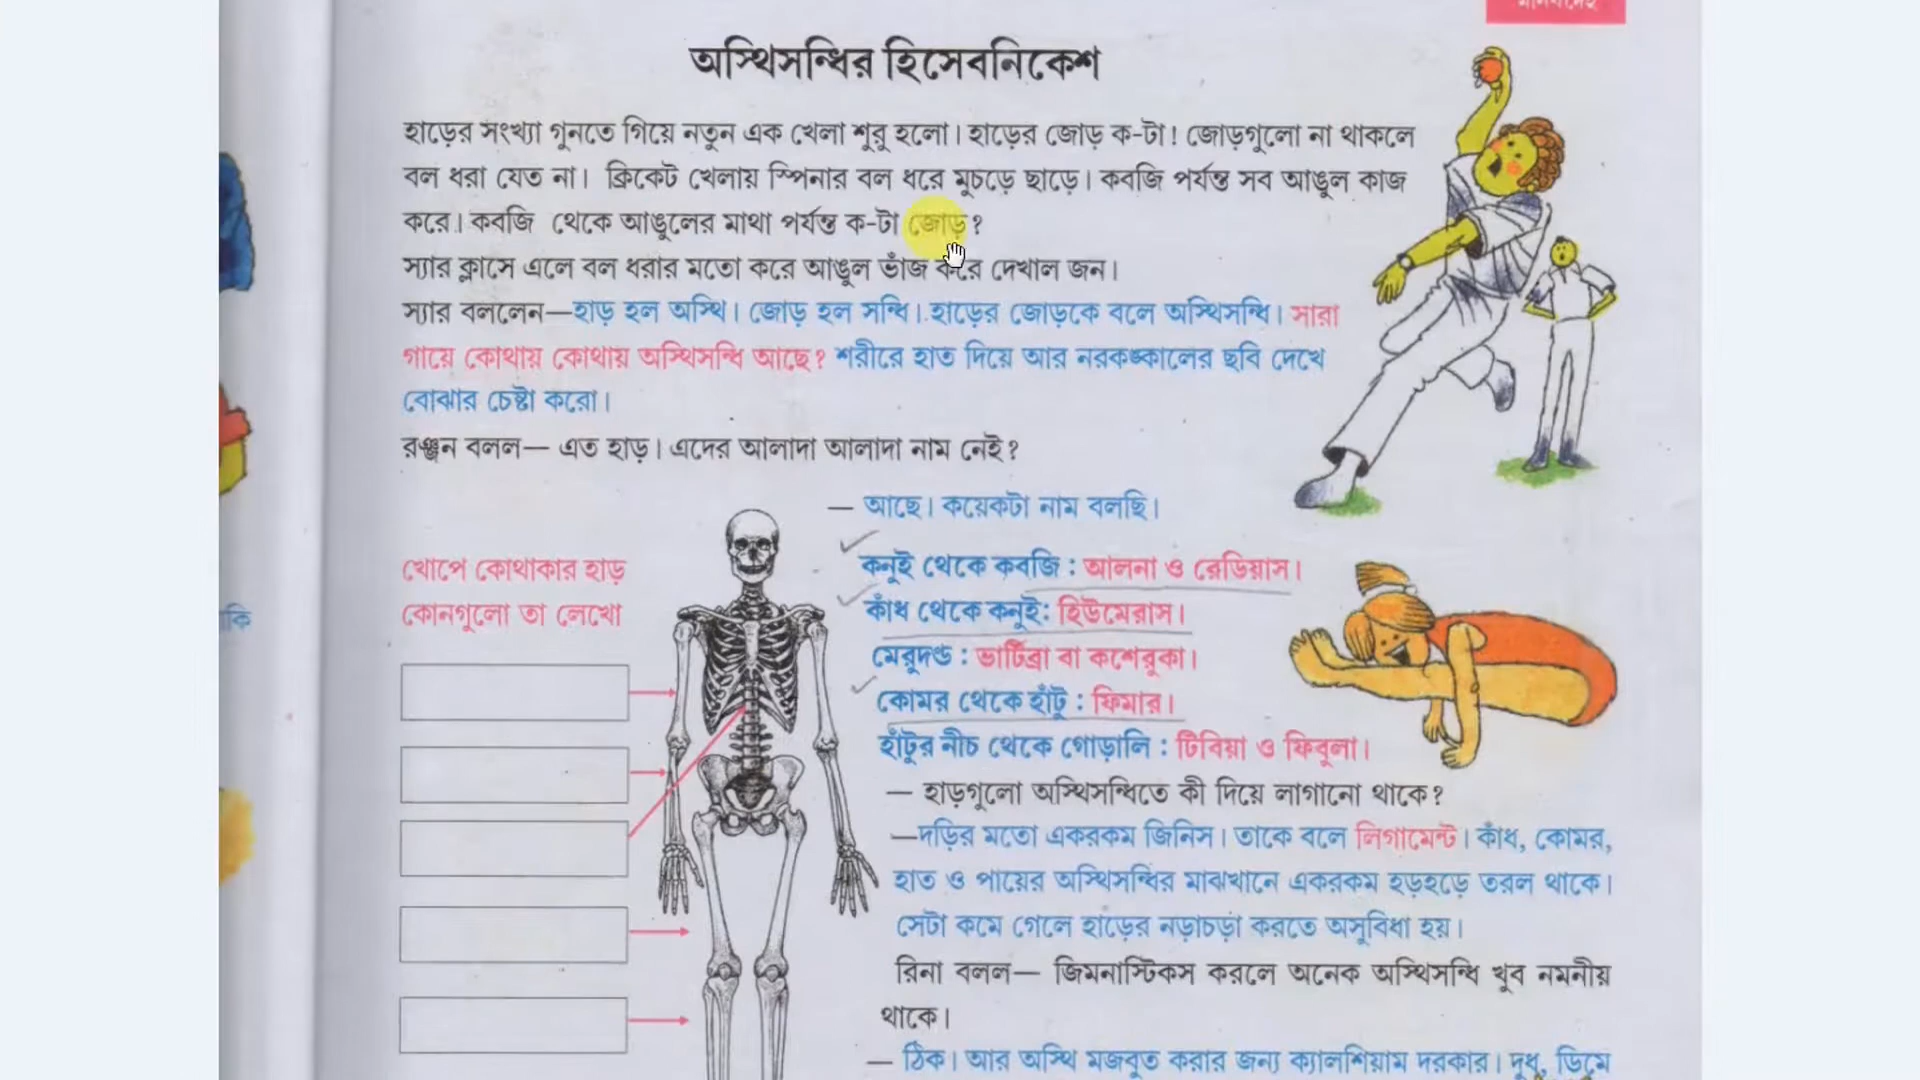 অস্থিসন্ধির হিসেবনিকেশ
হাড়ের সংখ্যা গুনতে গিয়ে নতুন এক খেলা শুরু হলো। হাড়ের জোড় ক-টা! জোড়গুলো না থাকলে
বল ধরা যেত না। ক্রিকেট খেলায় স্পিনার বল ধরে মুচড়ে ছাড়ে। কবজি পর্যন্ত সব আঙুল কাজ
করে। কবজি থেকে আঙুলের মাথা পর্যন্ত ক-টা জোড়?
স্যার ক্লাসে এলে বল ধরার মতো করে আঙুল ভাঁজ করে দেখাল জন।
স্যার বললেন—হাড় হল অস্থি। জোড় হল সন্ধি। হাড়ের জোড়কে বলে অস্থিসন্ধি। সারা
গায়ে কোথায় কোথায় অস্থিসন্ধি আছে? শরীরে হাত দিয়ে আর নরকঙ্কালের ছবি দেখে
বোঝার চেষ্টা করো।
রঞ্জন বলল— এত হাড়। এদের আলাদা আলাদা নাম নেই?
— আছে। কয়েকটা নাম বলছি।
খোপে কোথাকার হাড়
কোনগুলো তা লেখো
কনুই থেকে কবজি : আলনা ও রেডিয়াস।
কাঁধ থেকে কনুই: হিউমেরাস।
মেরুদণ্ড : ভার্টিব্রা বা কশেরুকা।
কোমর থেকে হাঁটু : ফিমার।
হাঁটুর নীচ থেকে গোড়ালি : টিবিয়া ও ফিবুলা।
— হাড়গুলো অস্থিসন্ধিতে কী দিয়ে লাগানো থাকে?
—দড়ির মতো একরকম জিনিস। তাকে বলে লিগামেন্ট। কাঁধ, কোমর,
হাত ও পায়ের অস্থিসন্ধির মাঝখানে একরকম হড়হড়ে তরল থাকে।
সেটা কমে গেলে হাড়ের নড়াচড়া করতে অসুবিধা হয়।
রিনা বলল— জিমনাস্টিকস করলে অনেক অস্থিসন্ধি খুব নমনীয়
থাকে।
— ঠিক। আর অস্থি মজবুত করার জন্য ক্যালশিয়াম দরকার। দুধ, ডিমে